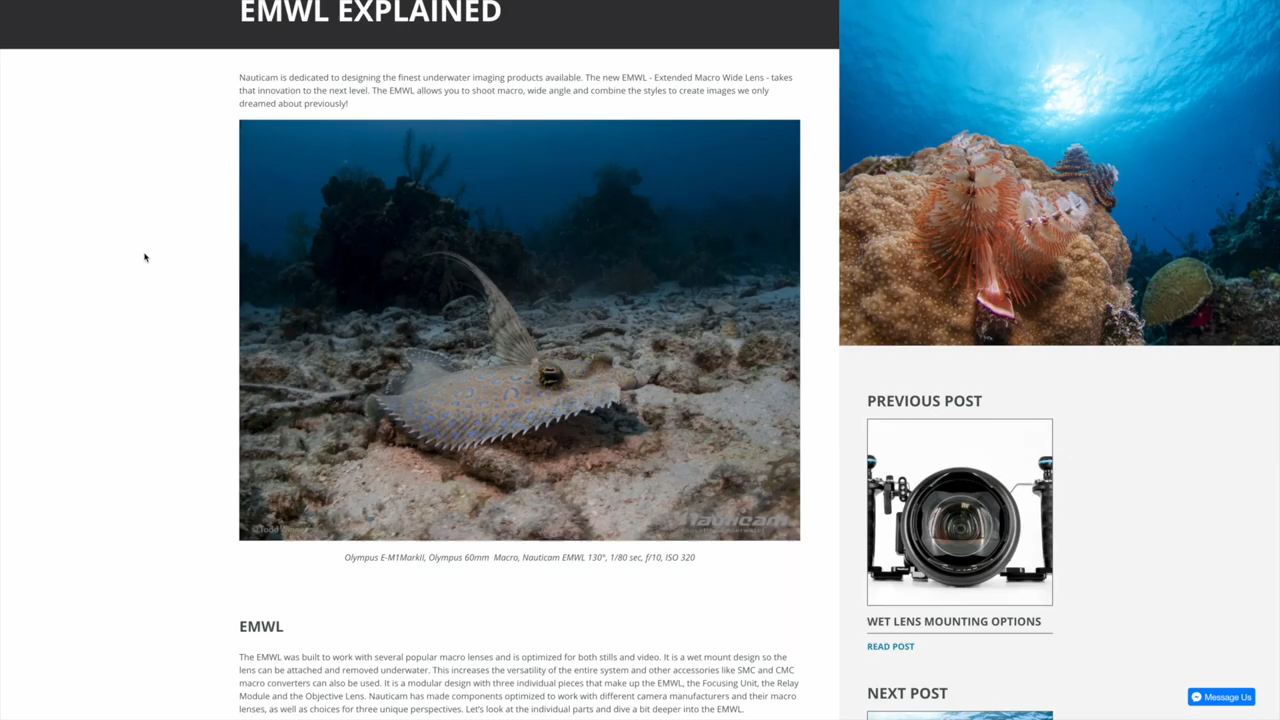 EMWL EXPLAINED
Nauticam is dedicated to designing the finest underwater imaging products available. The new EMWL - Extended Macro Wide Lens - takes
that innovation to the next level. The EMWL allows you to shoot macro, wide angle and combine the styles to create images we only
dreamed about previously!
©Todd Winner
Nauticam
Olympus E-M1MarkII, Olympus 60mm Macro, Nauticam EMWL 130°, 1/80 sec, f/10, ISO 320
EMWL
The EMWL was built to work with several popular macro lenses and is optimized for both stills and video. It is a wet mount design so the
lens can be attached and removed underwater. This increases the versatility of the entire system and other accessories like SMC and CMC
macro converters can also be used. It is a modular design with three individual pieces that make up the EMWL, the Focusing Unit, the Relay
Module and the Objective Lens. Nauticam has made components optimized to work with different camera manufacturers and their macro
lenses, as well as choices for three unique perspectives. Let's look at the individual parts and dive a bit deeper into the EMWL.
PREVIOUS POST
WET LENS MOUNTING OPTIONS
READ POST
NEXT POST
Message Us